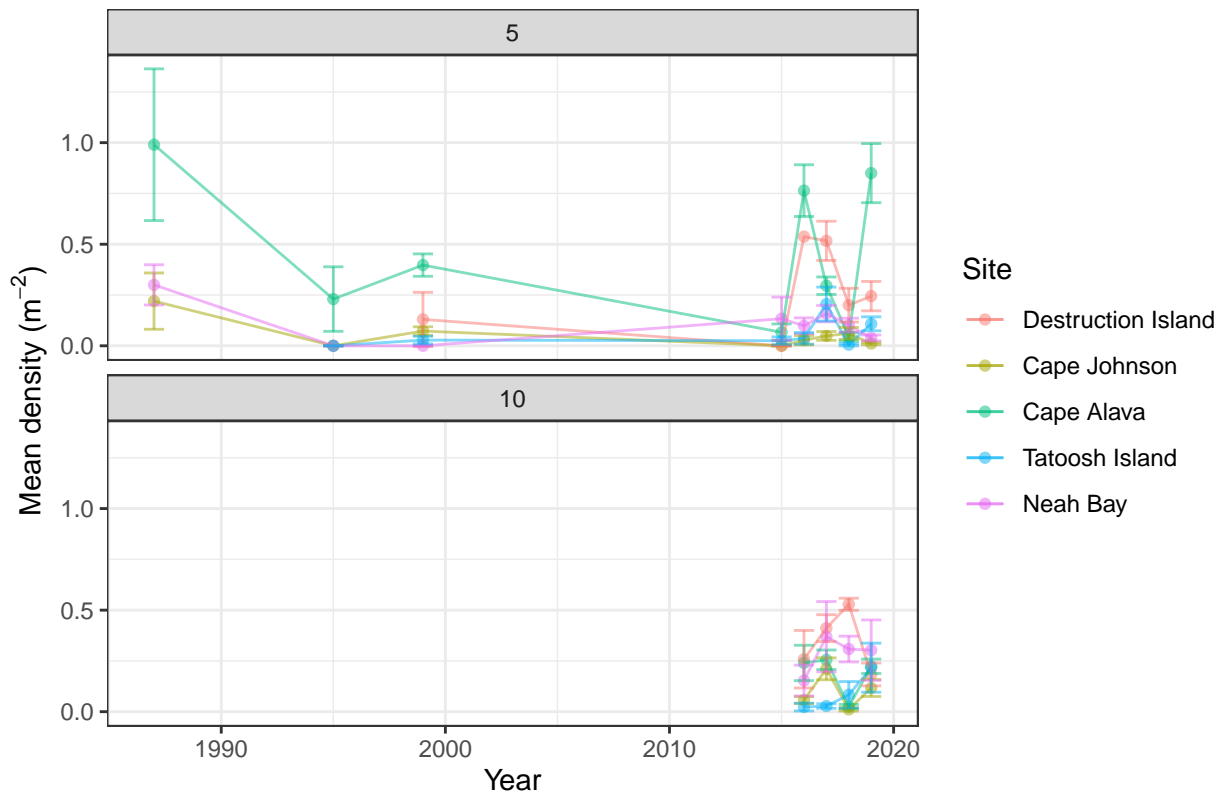 5
1.0
0.5
0.0
10
1.0
0.5
0.0
Mean density (m⁻²)
1990 2000 2010 2020
Year
Site
Destruction Island
Cape Johnson
Cape Alava
Tatoosh Island
Neah Bay